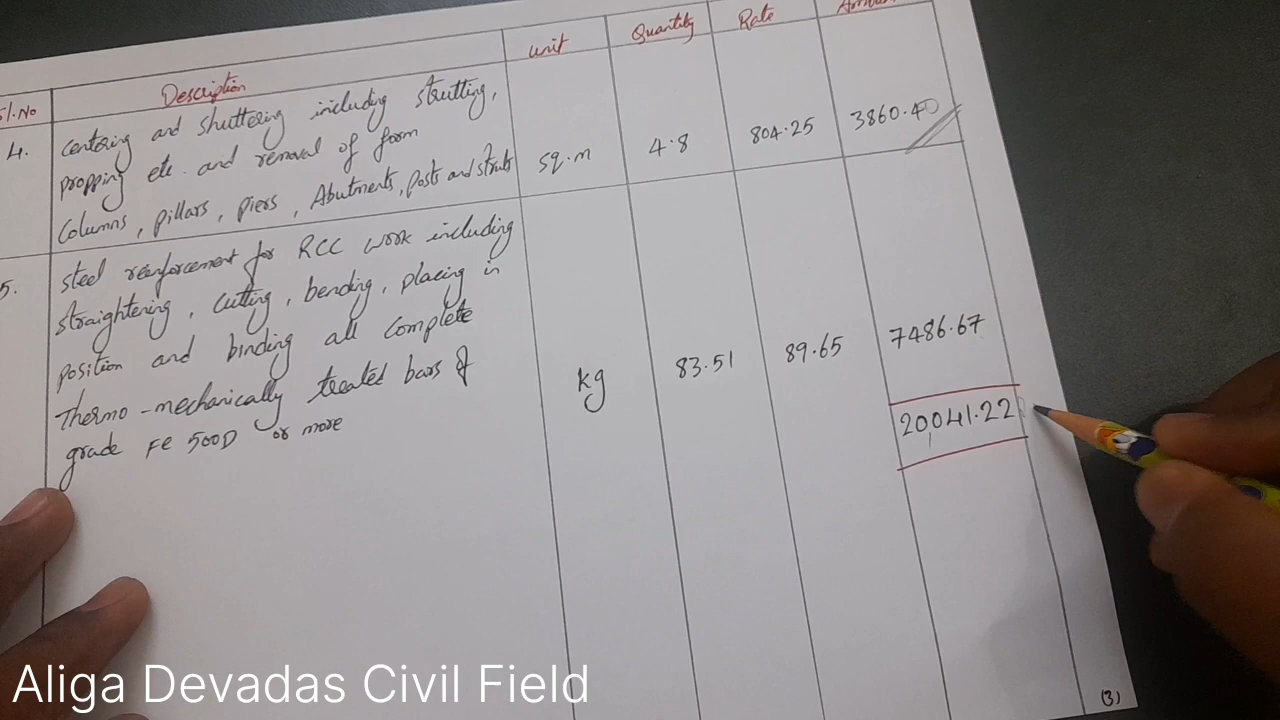 Sl.No Description Unit Quantity Rate Amount
4. Centering and shuttering including strutting,
propping etc. and removal of form
Columns, pillars, piers, Abutments, posts and struts
sq.m 4.8 804.25 3860.40
5. Steel reinforcement for RCC work including
straightening, cutting, bending, placing in
position and binding all complete
Thermo-mechanically treated bars of
grade Fe 500D or more
kg 83.51 89.65 7486.67
20,041.22
(3)
Aliga Devadas Civil Field